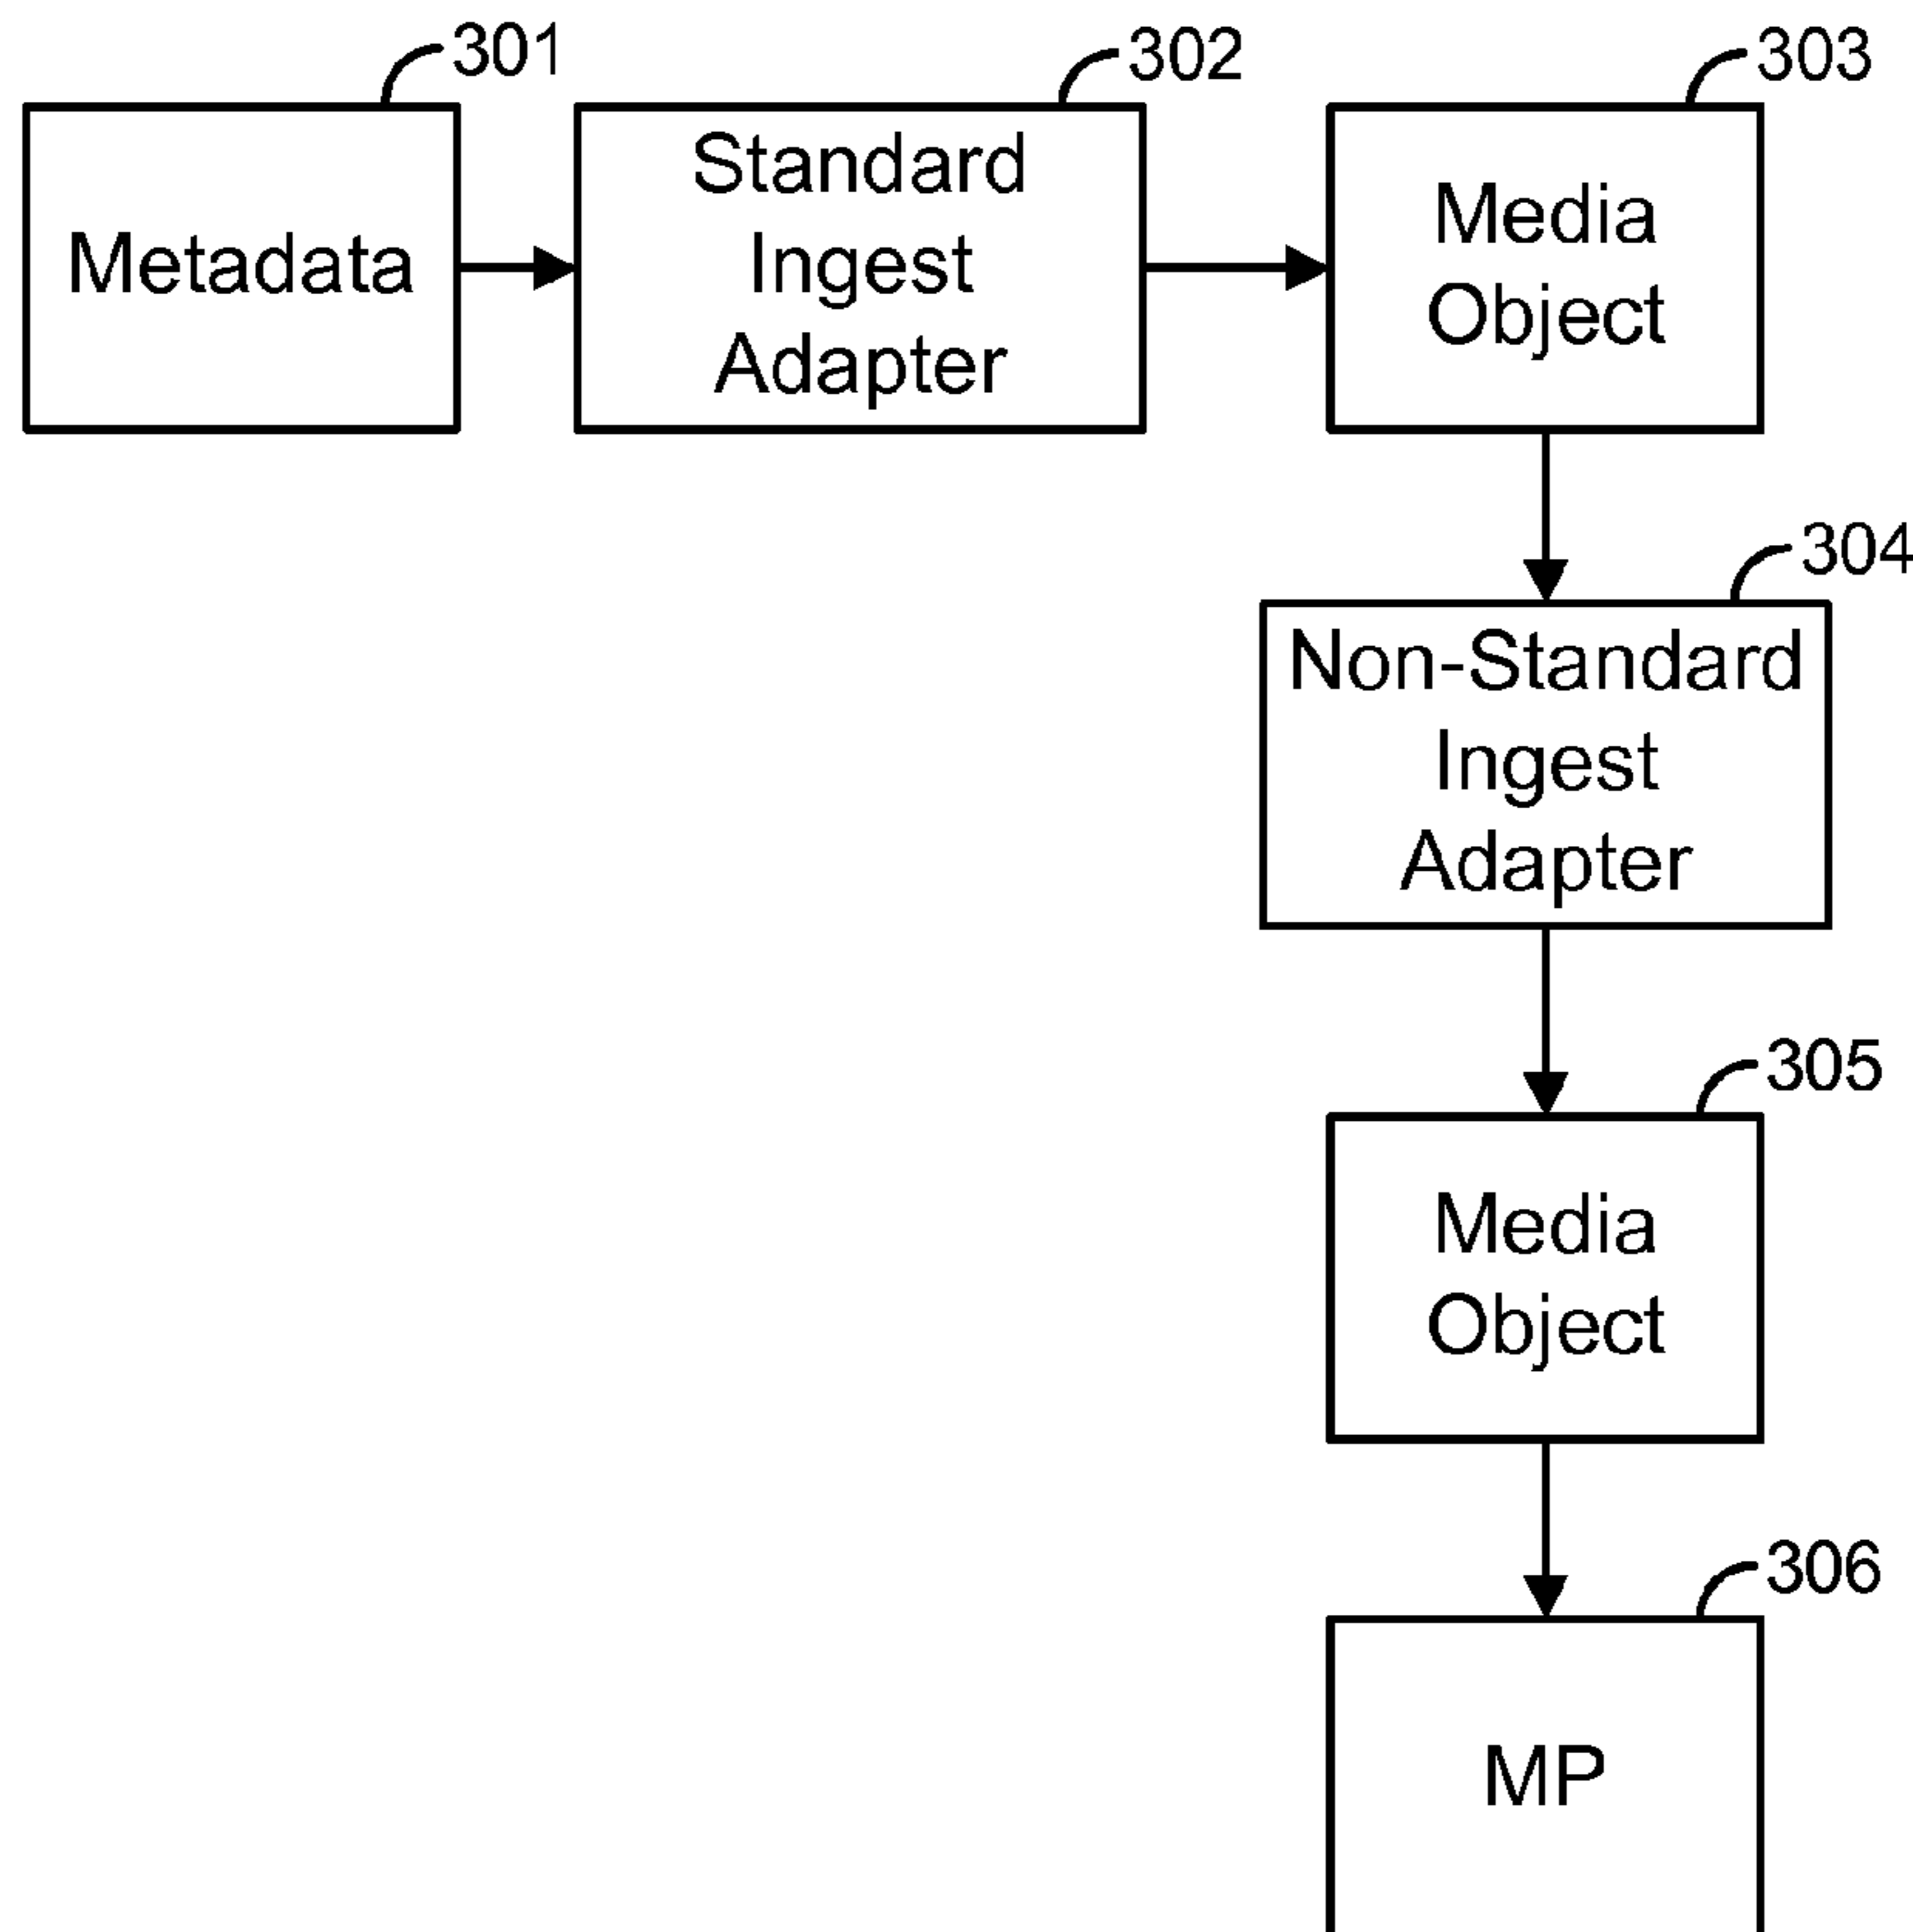 301
302
303
Metadata
Standard
Ingest
Adapter
Media
Object
304
Non-Standard
Ingest
Adapter
305
Media
Object
306
MP